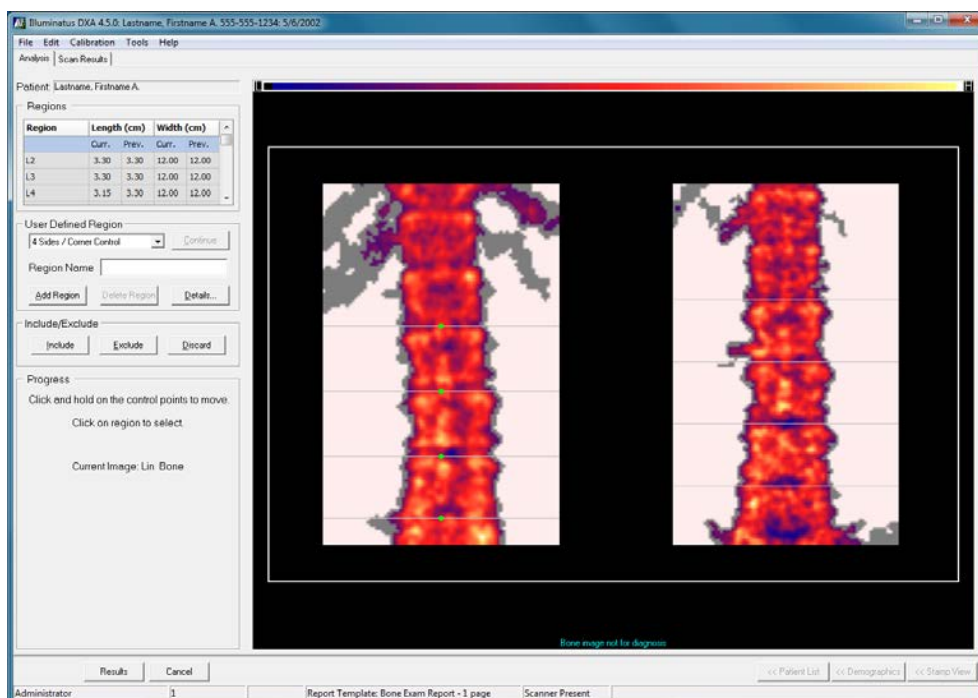 Illuminatus DXA 4.5.0: Lastname, Firstname A. 555-555-1234: 5/6/2002
File Edit Calibration Tools Help
Analysis Scan Results
Patient: Lastname, Firstname A.
L H
Regions
Region Length (cm) Width (cm)
Curr. Prev. Curr. Prev.
L2 3.30 3.30 12.00 12.00
L3 3.30 3.30 12.00 12.00
L4 3.15 3.30 12.00 12.00
User Defined Region
4 Sides / Corner Control Continue
Region Name
Add Region Delete Region Details...
Include/Exclude
Include Exclude Discard
Progress
Click and hold on the control points to move.
Click on region to select.
Current Image: Lin Bone
Bone image not for diagnosis
Results Cancel << Patient List << Demographics << Stamp View
Administrator 1 Report Template: Bone Exam Report - 1 page Scanner Present